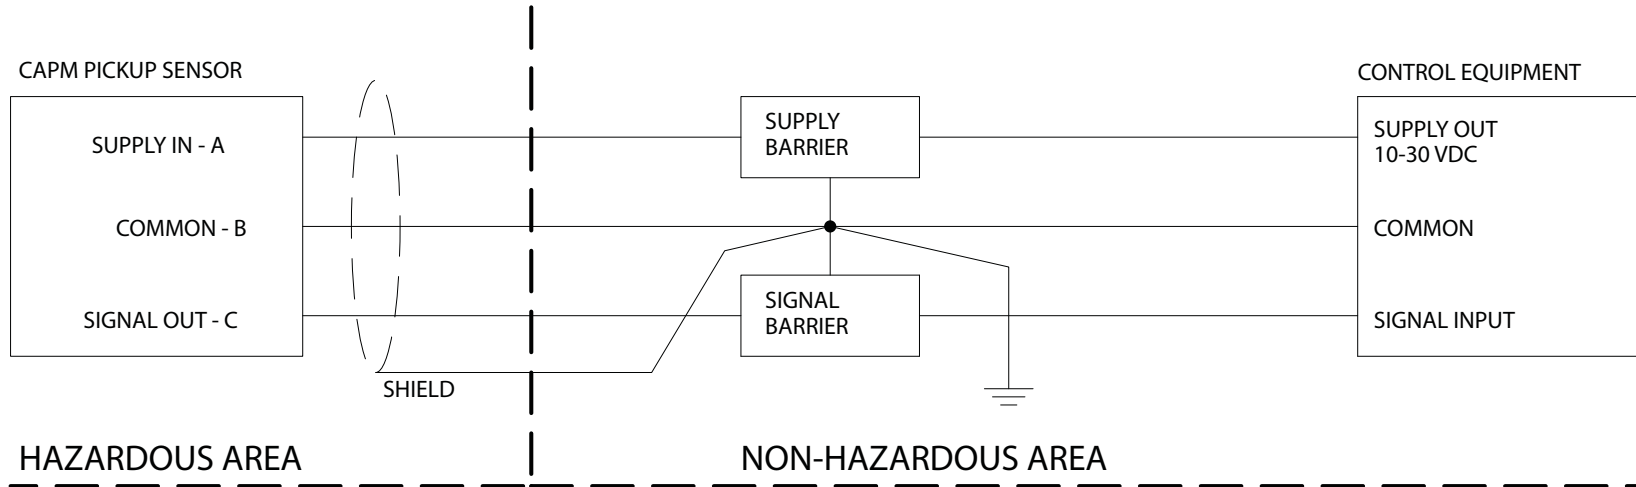 CAPM PICKUP SENSOR
SUPPLY IN - A
COMMON - B
SIGNAL OUT - C
SHIELD
SUPPLY
BARRIER
SIGNAL
BARRIER
CONTROL EQUIPMENT
SUPPLY OUT
10-30 VDC
COMMON
SIGNAL INPUT
HAZARDOUS AREA
NON-HAZARDOUS AREA